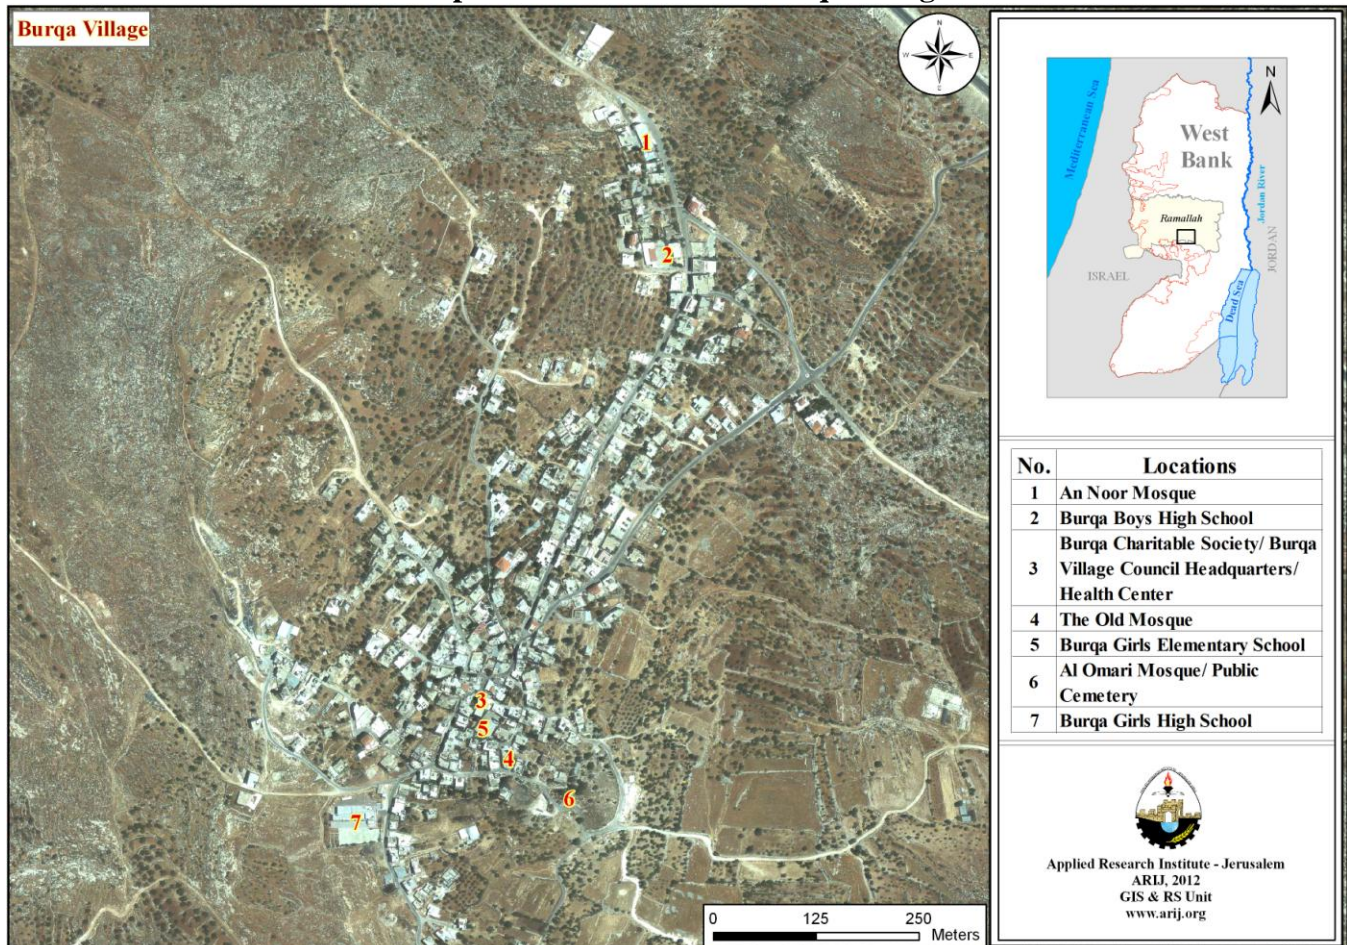 Burqa Village
N
W
E
S
1
2
3
5
4
6
7
0 125 250
Meters
N
Mediterranean Sea
West
Bank
Jordan River
Ramallah
ISRAEL
JORDAN
Dead Sea
No. Locations
1 An Noor Mosque
2 Burqa Boys High School
3 Burqa Charitable Society/ Burqa
Village Council Headquarters/
Health Center
4 The Old Mosque
5 Burqa Girls Elementary School
6 Al Omari Mosque/ Public
Cemetery
7 Burqa Girls High School
Applied Research Institute - Jerusalem
ARIJ, 2012
GIS & RS Unit
www.arij.org